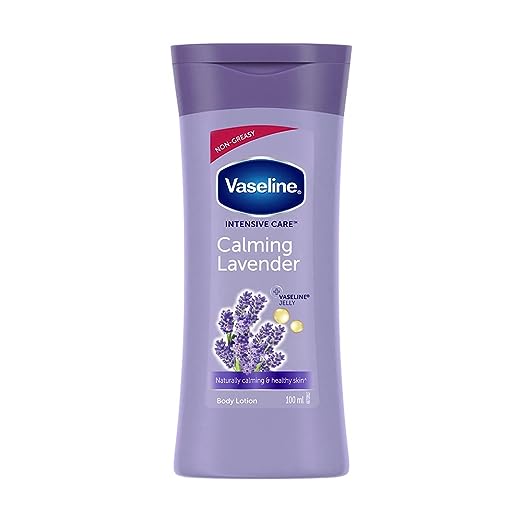 NON-GREASY
Vaseline®
INTENSIVE CARE™
Calming
Lavender
VASELINE®
JELLY
Naturally calming & healthy skin^
Body Lotion 100 ml